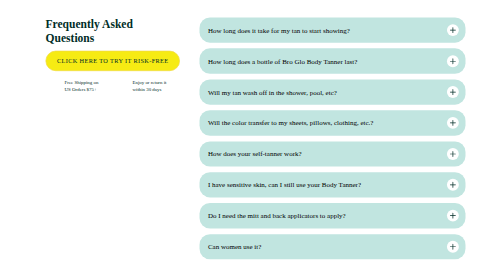 Frequently Asked
Questions
CLICK HERE TO TRY IT RISK-FREE
Free Shipping on
US Orders $75+
Enjoy or return it
within 30 days
How long does it take for my tan to start showing?
How long does a bottle of Bro Glo Body Tanner last?
Will my tan wash off in the shower, pool, etc?
Will the color transfer to my sheets, pillows, clothing, etc.?
How does your self-tanner work?
I have sensitive skin, can I still use your Body Tanner?
Do I need the mitt and back applicators to apply?
Can women use it?